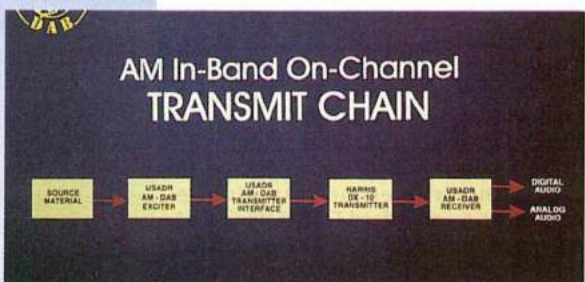 DAB
AM In-Band On-Channel
TRANSMIT CHAIN
SOURCE
MATERIAL
USADR
AM - DAB
EXCITER
USADR
AM - DAB
TRANSMITTER
INTERFACE
HARRIS
DX - 10
TRANSMITTER
USADR
AM - DAB
RECEIVER
DIGITAL
AUDIO
ANALOG
AUDIO